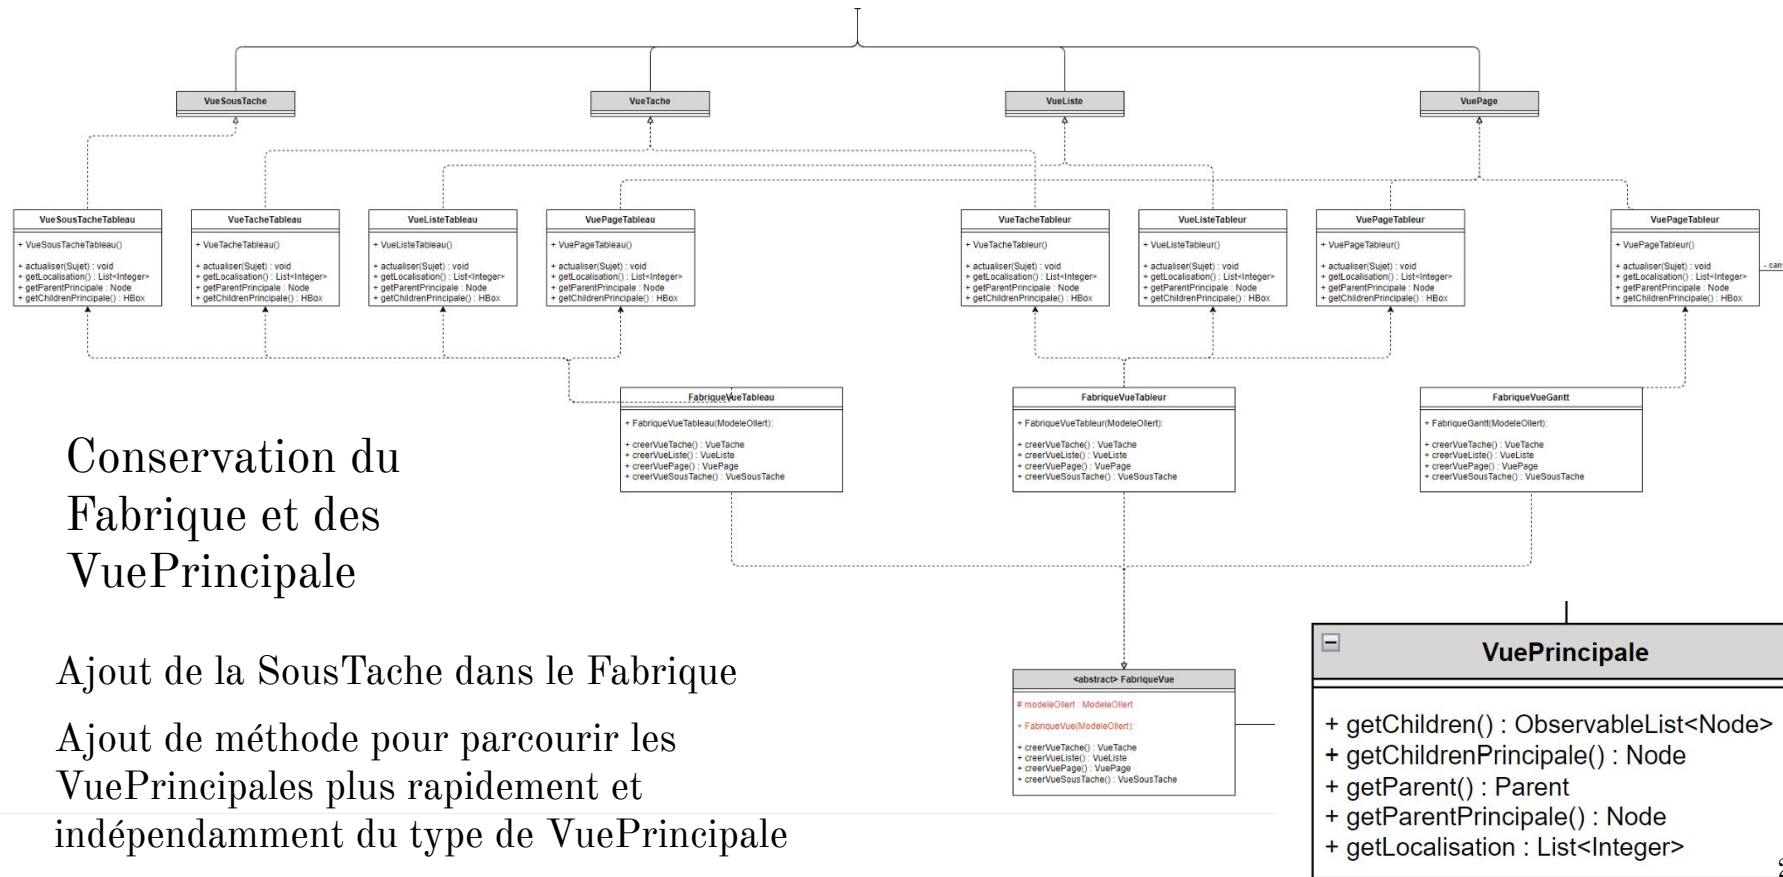 VueSousTache
VueTache
VueListe
VuePage
VueSousTacheTableau
+ VueSousTacheTableau()
+ actualiser(Sujet) : void
+ getLocalisation() : List<Integer>
+ getParentPrincipale : Node
+ getChildrenPrincipale() : HBox
VueTacheTableau
+ VueTacheTableau()
+ actualiser(Sujet) : void
+ getLocalisation() : List<Integer>
+ getParentPrincipale : Node
+ getChildrenPrincipale() : HBox
VueListeTableau
+ VueListeTableau()
+ actualiser(Sujet) : void
+ getLocalisation() : List<Integer>
+ getParentPrincipale : Node
+ getChildrenPrincipale() : HBox
VuePageTableau
+ VuePageTableau()
+ actualiser(Sujet) : void
+ getLocalisation() : List<Integer>
+ getParentPrincipale : Node
+ getChildrenPrincipale() : HBox
VueTacheTableur
+ VueTacheTableur()
+ actualiser(Sujet) : void
+ getLocalisation() : List<Integer>
+ getParentPrincipale : Node
+ getChildrenPrincipale() : HBox
VueListeTableur
+ VueListeTableur()
+ actualiser(Sujet) : void
+ getLocalisation() : List<Integer>
+ getParentPrincipale : Node
+ getChildrenPrincipale() : HBox
VuePageTableur
+ VuePageTableur()
+ actualiser(Sujet) : void
+ getLocalisation() : List<Integer>
+ getParentPrincipale : Node
+ getChildrenPrincipale() : HBox
VuePageTableur
+ VuePageTableur()
+ actualiser(Sujet) : void
+ getLocalisation() : List<Integer>
+ getParentPrincipale : Node
+ getChildrenPrincipale() : HBox
FabriqueVueTableau
+ FabriqueVueTableau(ModeleOllert):
+ creerVueTache() : VueTache
+ creerVueListe() : VueListe
+ creerVuePage() : VuePage
+ creerVueSousTache() : VueSousTache
FabriqueVueTableur
+ FabriqueVueTableur(ModeleOllert):
+ creerVueTache() : VueTache
+ creerVueListe() : VueListe
+ creerVuePage() : VuePage
+ creerVueSousTache() : VueSousTache
FabriqueVueGantt
+ FabriqueGantt(ModeleOllert):
+ creerVueTache() : VueTache
+ creerVueListe() : VueListe
+ creerVuePage() : VuePage
+ creerVueSousTache() : VueSousTache
Conservation du
Fabrique et des
VuePrincipale
Ajout de la SousTache dans le Fabrique
Ajout de méthode pour parcourir les
VuePrincipales plus rapidement et
indépendamment du type de VuePrincipale
<abstract> FabriqueVue
# modeleOllert : ModeleOllert
+ FabriqueVue(ModeleOllert):
+ creerVueTache() : VueTache
+ creerVueListe() : VueListe
+ creerVuePage() : VuePage
+ creerVueSousTache() : VueSousTache
VuePrincipale
+ getChildren() : ObservableList<Node>
+ getChildrenPrincipale() : Node
+ getParent() : Parent
+ getParentPrincipale() : Node
+ getLocalisation : List<Integer>